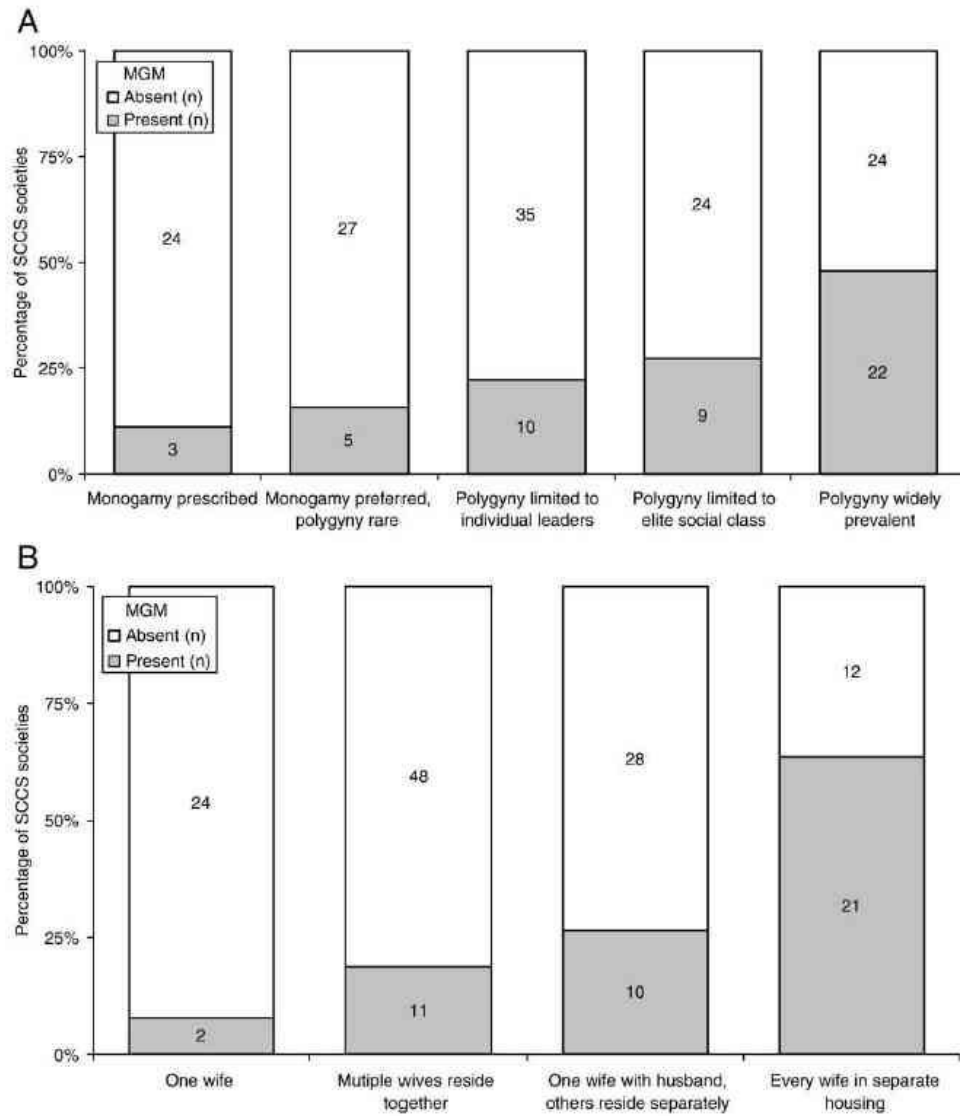 A
100%
MGM
Absent (n)
Present (n)
75%
50%
25%
0%
Percentage of SCCS societies
24
27
35
24
24
3
5
10
9
22
Monogamy prescribed
Monogamy preferred,
polygyny rare
Polygyny limited to
individual leaders
Polygyny limited to
elite social class
Polygyny widely
prevalent
B
100%
MGM
Absent (n)
Present (n)
75%
50%
25%
0%
Percentage of SCCS societies
24
48
28
12
2
11
10
21
One wife
Mutiple wives reside
together
One wife with husband,
others reside separately
Every wife in separate
housing